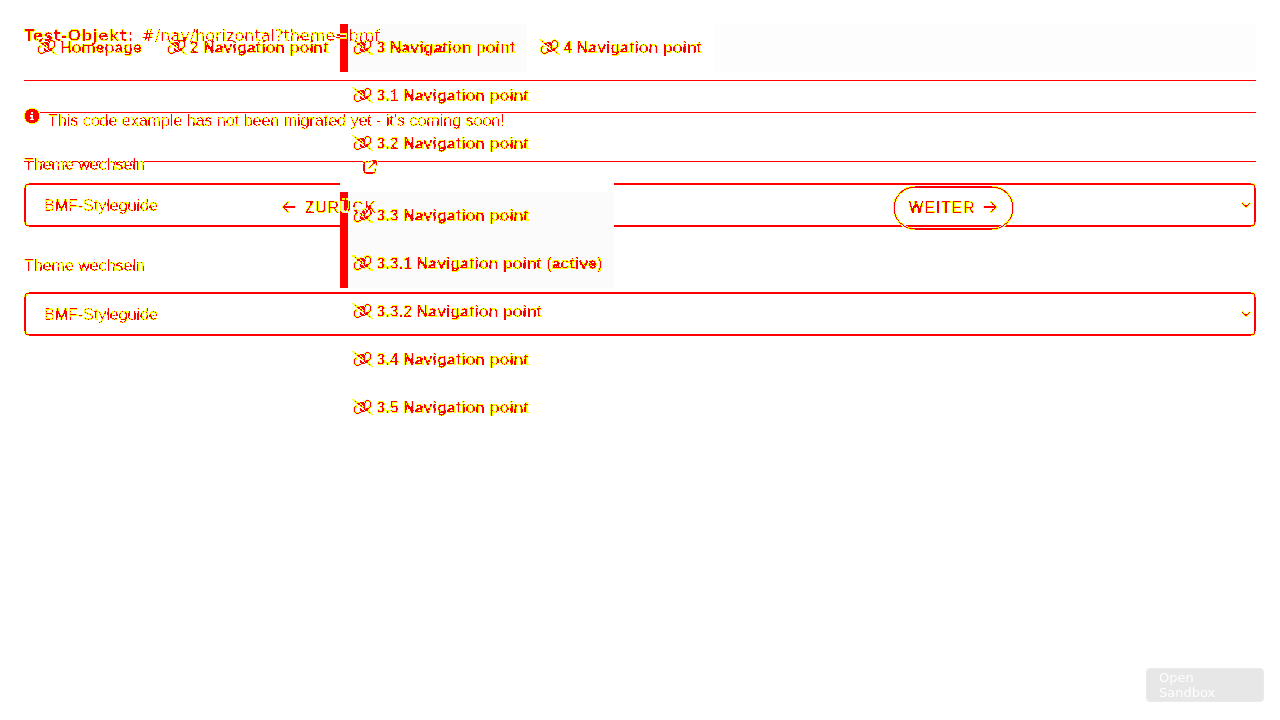 Test-Objekt: #/nav/horizontal?theme=bmf
Homepage 2 Navigation point 3 Navigation point 4 Navigation point
3.1 Navigation point
This code example has not been migrated yet - it's coming soon!
3.2 Navigation point
Theme wechseln
BMF-Styleguide
ZURÜCK
WEITER
3.3 Navigation point
Theme wechseln
3.3.1 Navigation point (active)
3.3.2 Navigation point
BMF-Styleguide
3.4 Navigation point
3.5 Navigation point
Open
Sandbox